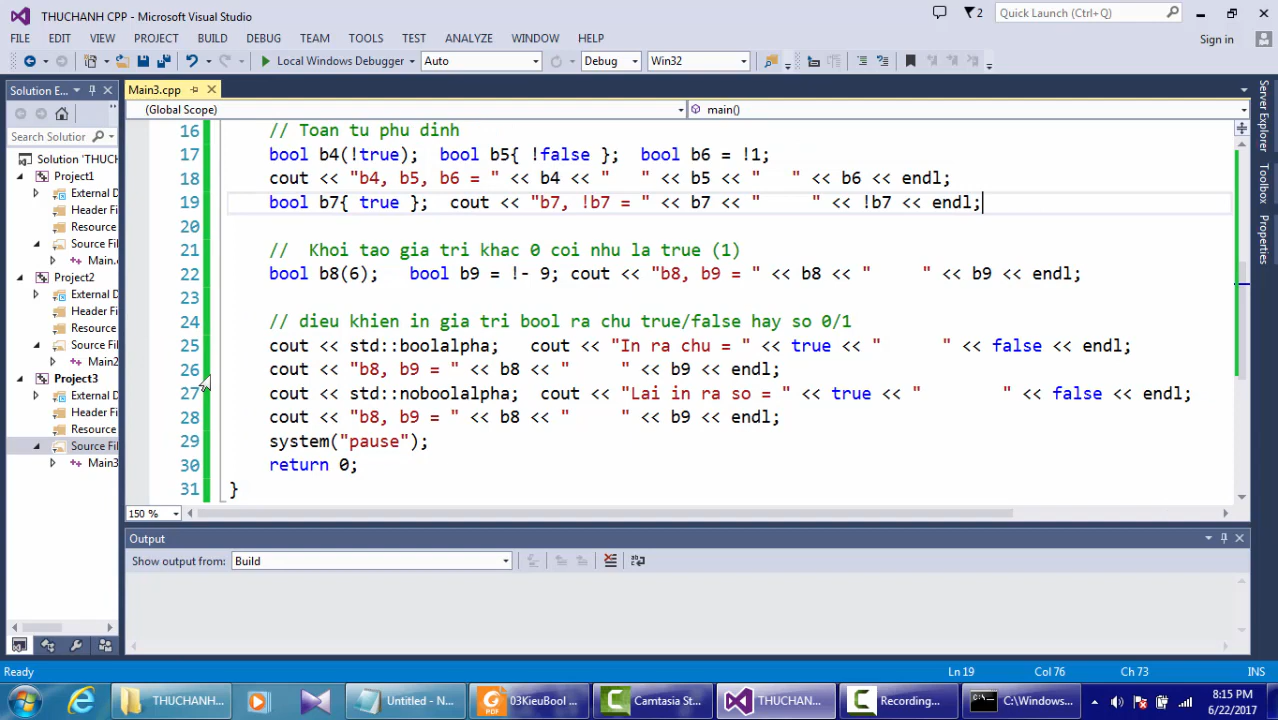 THUCHANH CPP - Microsoft Visual Studio
2
Quick Launch (Ctrl+Q)
FILE EDIT VIEW PROJECT BUILD DEBUG TEAM TOOLS TEST ANALYZE WINDOW HELP
Sign in
Local Windows Debugger Auto Debug Win32
Solution E...
Main3.cpp
(Global Scope) main()
Search Solutior
Solution 'THUCH
Project1
External D
Header Fi
Resource
Source Fil
Main.c
Project2
External D
Header Fi
Resource
Source Fil
Main2
Project3
External D
Header Fi
Resource
Source Fil
Main3
16 // Toan tu phu dinh
17 bool b4(!true); bool b5{ !false }; bool b6 = !1;
18 cout << "b4, b5, b6 = " << b4 << "   " << b5 << "   " << b6 << endl;
19 bool b7{ true }; cout << "b7, !b7 = " << b7 << "     " << !b7 << endl;
20
21 // Khoi tao gia tri khac 0 coi nhu la true (1)
22 bool b8(6); bool b9 = !- 9; cout << "b8, b9 = " << b8 << "     " << b9 << endl;
23
24 // dieu khien in gia tri bool ra chu true/false hay so 0/1
25 cout << std::boolalpha; cout << "In ra chu = " << true << "      " << false << endl;
26 cout << "b8, b9 = " << b8 << "     " << b9 << endl;
27 cout << std::noboolalpha; cout << "Lai in ra so = " << true << "        " << false << endl;
28 cout << "b8, b9 = " << b8 << "     " << b9 << endl;
29 system("pause");
30 return 0;
31 }
150 %
Server Explorer
Toolbox
Properties
Output
Show output from: Build
Ready Ln 19 Col 76 Ch 73 INS
THUCHANH... Untitled - N... 03KieuBool ... Camtasia St... THUCHAN... Recording... C:\Windows...
8:15 PM
6/22/2017